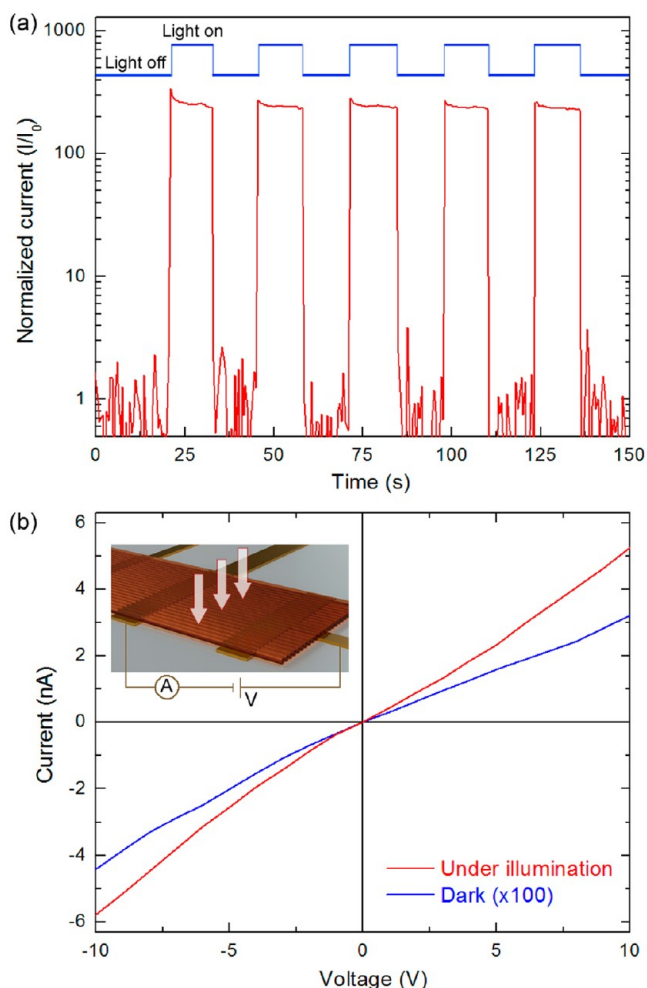 (a)
1000
Light on
Light off
100
10
1
Normalized current (I/I₀)
0 25 50 75 100 125 150
Time (s)
(b)
6
4
2
0
-2
-4
-6
Current (nA)
A
V
Under illumination
Dark (x100)
-10 -5 0 5 10
Voltage (V)